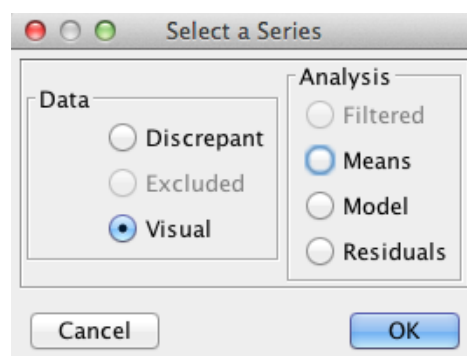 Select a Series
Data
Discrepant
Excluded
Visual
Analysis
Filtered
Means
Model
Residuals
Cancel
OK